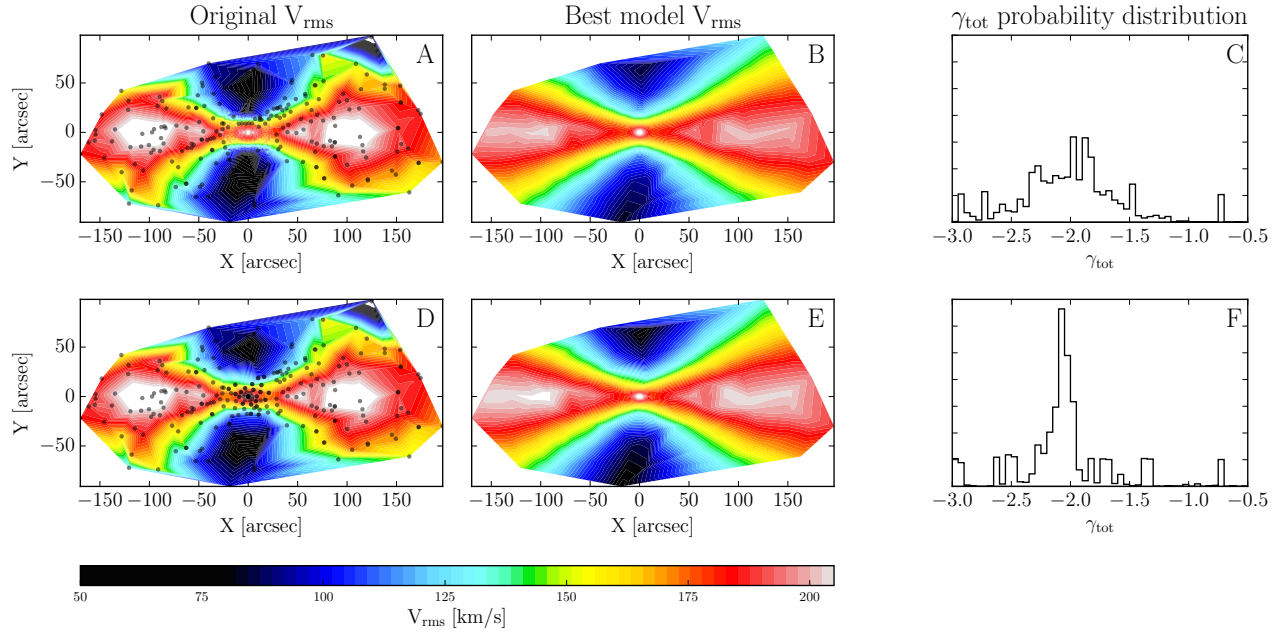 Original V_rms
Best model V_rms
γ_tot probability distribution
A
B
C
50
0
−50
Y [arcsec]
−150 −100 −50 0 50 100 150
−150 −100 −50 0 50 100 150
−3.0 −2.5 −2.0 −1.5 −1.0 −0.5
X [arcsec]
X [arcsec]
γ_tot
D
E
F
50
0
−50
Y [arcsec]
−150 −100 −50 0 50 100 150
−150 −100 −50 0 50 100 150
−3.0 −2.5 −2.0 −1.5 −1.0 −0.5
X [arcsec]
X [arcsec]
γ_tot
50 75 100 125 150 175 200
V_rms [km/s]